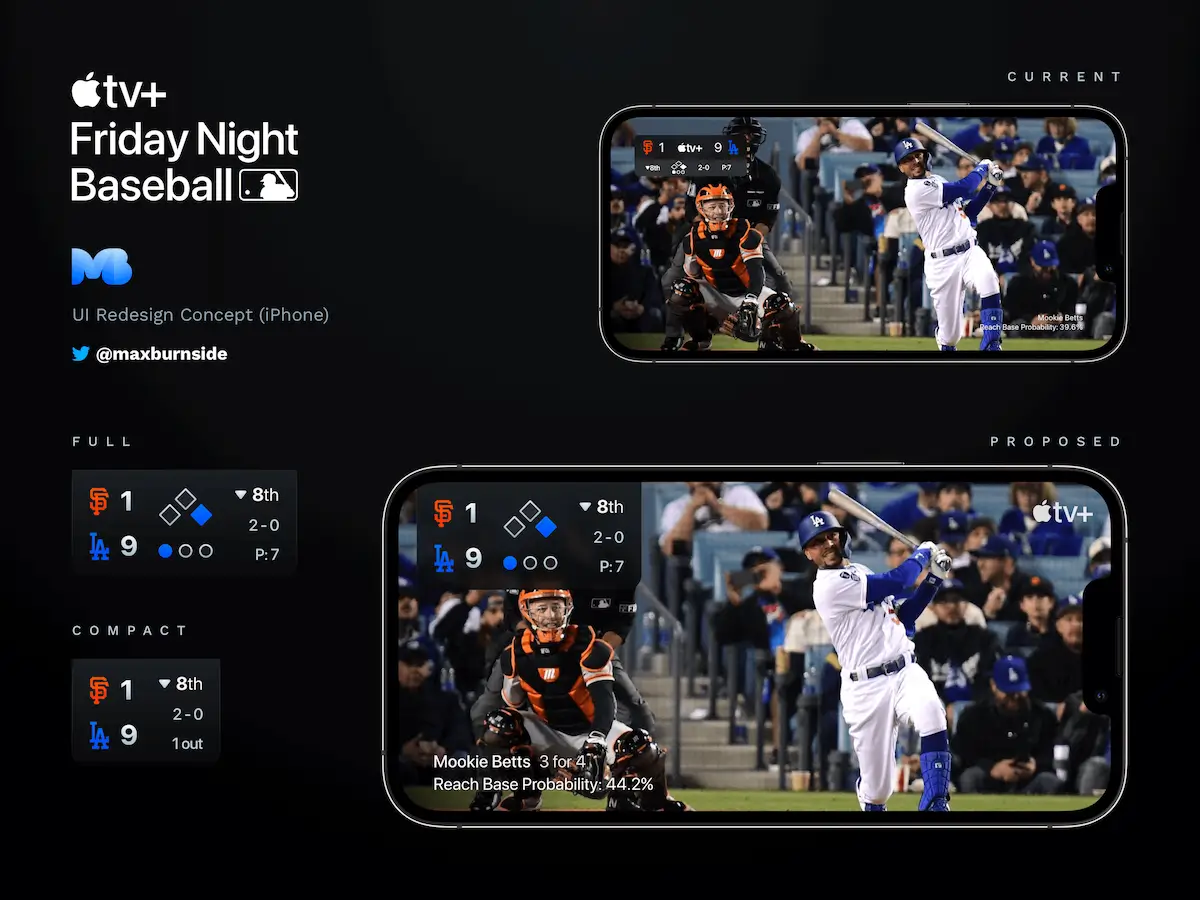 tv+
Friday Night
Baseball
MB
UI Redesign Concept (iPhone)
@maxburnside
CURRENT
SF 1 tv+ 9 LA
▼8th 2-0 P:7
Mookie Betts
Reach Base Probability: 39.6%
FULL
SF 1 ▼ 8th
2-0
LA 9 P:7
COMPACT
SF 1 ▼ 8th
2-0
LA 9 1 out
PROPOSED
SF 1 ▼ 8th
2-0
LA 9 P:7
tv+
LA
Mookie Betts 3 for 4
Reach Base Probability: 44.2%